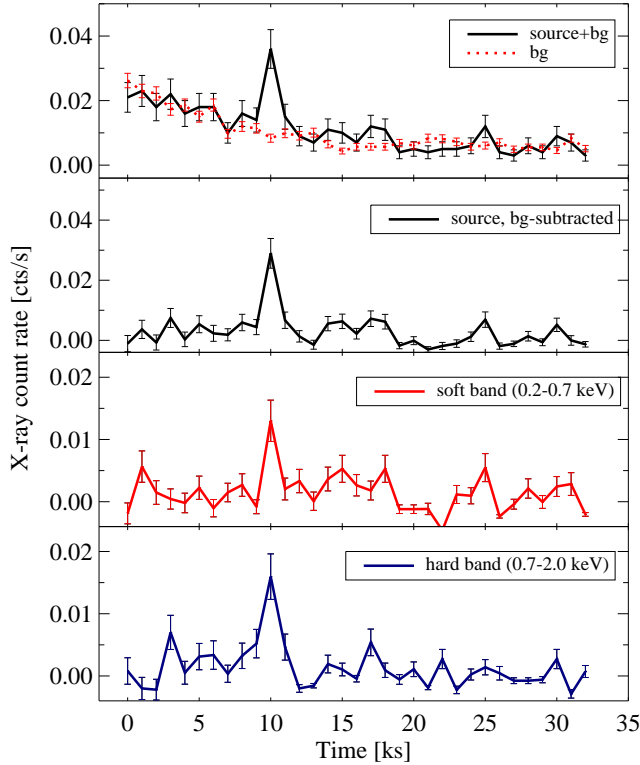 0.04
source+bg
bg
0.02
0.00
source, bg-subtracted
0.04
0.02
0.00
X-ray count rate [cts/s]
soft band (0.2-0.7 keV)
0.02
0.01
0.00
hard band (0.7-2.0 keV)
0.02
0.01
0.00
0 5 10 15 20 25 30 35
Time [ks]